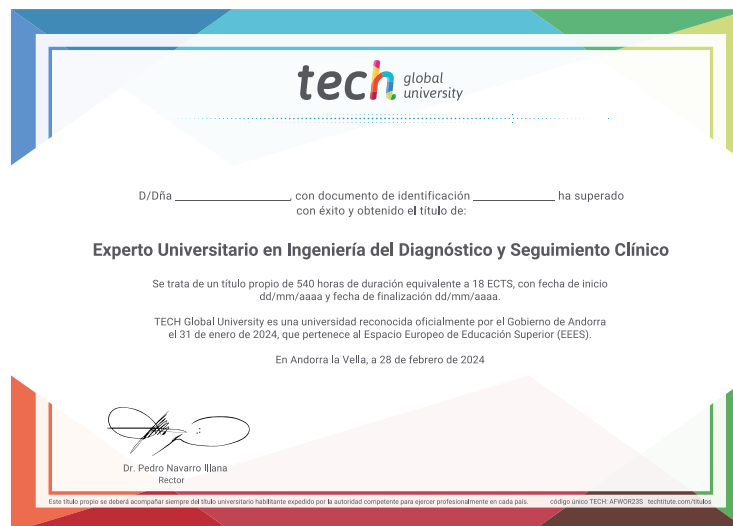 tech global university
D/Dña ______________, con documento de identificación ______________ ha superado
con éxito y obtenido el título de:
Experto Universitario en Ingeniería del Diagnóstico y Seguimiento Clínico
Se trata de un título propio de 540 horas de duración equivalente a 18 ECTS, con fecha de inicio
dd/mm/aaaa y fecha de finalización dd/mm/aaaa.
TECH Global University es una universidad reconocida oficialmente por el Gobierno de Andorra
el 31 de enero de 2024, que pertenece al Espacio Europeo de Educación Superior (EEES).
En Andorra la Vella, a 28 de febrero de 2024
Dr. Pedro Navarro Illana
Rector
Este título propio se deberá acompañar siempre del título universitario habilitante expedido por la autoridad competente para ejercer profesionalmente en cada país. código único TECH: AFWOR23S techtitute.com/titulos